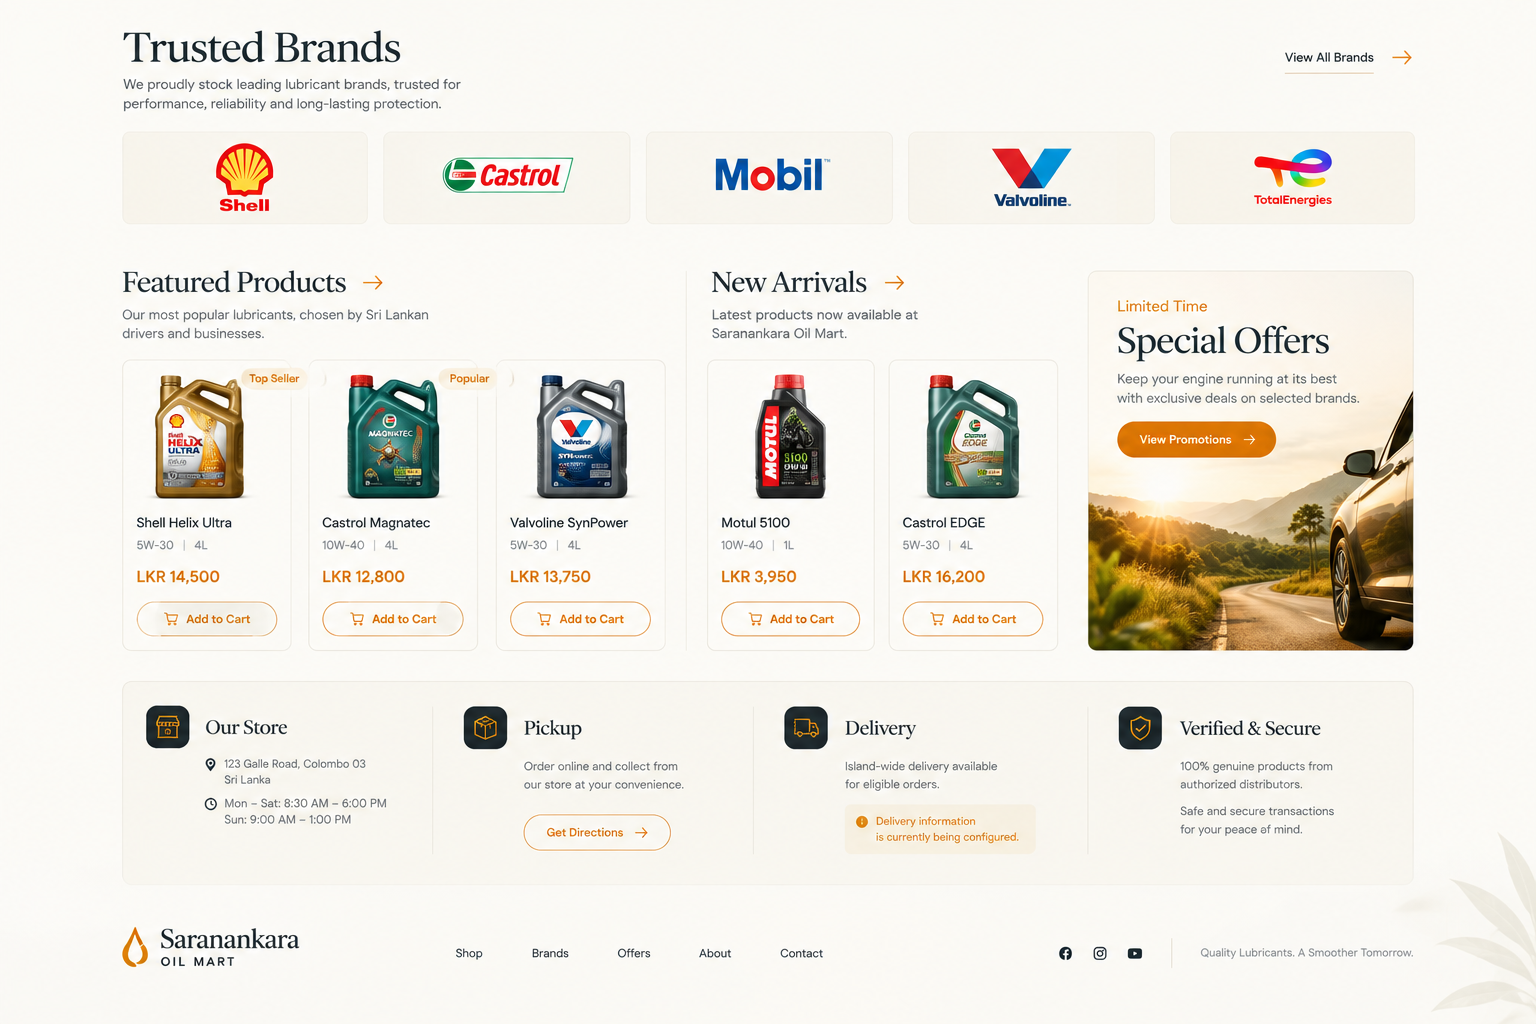 Trusted Brands
We proudly stock leading lubricant brands, trusted for
performance, reliability and long-lasting protection.
View All Brands
Shell
Castrol
Mobil™
Valvoline™
TotalEnergies
Featured Products
Our most popular lubricants, chosen by Sri Lankan
drivers and businesses.
Top Seller
HELIX
ULTRA
Shell Helix Ultra
5W-30 | 4L
LKR 14,500
Add to Cart
Popular
MAGNATEC
Castrol Magnatec
10W-40 | 4L
LKR 12,800
Add to Cart
Valvoline
Valvoline SynPower
5W-30 | 4L
LKR 13,750
Add to Cart
New Arrivals
Latest products now available at
Saranankara Oil Mart.
MOTUL
5100
Motul 5100
10W-40 | 1L
LKR 3,950
Add to Cart
EDGE
Castrol EDGE
5W-30 | 4L
LKR 16,200
Add to Cart
Limited Time
Special Offers
Keep your engine running at its best
with exclusive deals on selected brands.
View Promotions
Our Store
123 Galle Road, Colombo 03
Sri Lanka
Mon – Sat: 8:30 AM – 6:00 PM
Sun: 9:00 AM – 1:00 PM
Pickup
Order online and collect from
our store at your convenience.
Get Directions
Delivery
Island-wide delivery available
for eligible orders.
Delivery information
is currently being configured.
Verified & Secure
100% genuine products from
authorized distributors.
Safe and secure transactions
for your peace of mind.
Saranankara
OIL MART
Shop
Brands
Offers
About
Contact
Quality Lubricants. A Smoother Tomorrow.